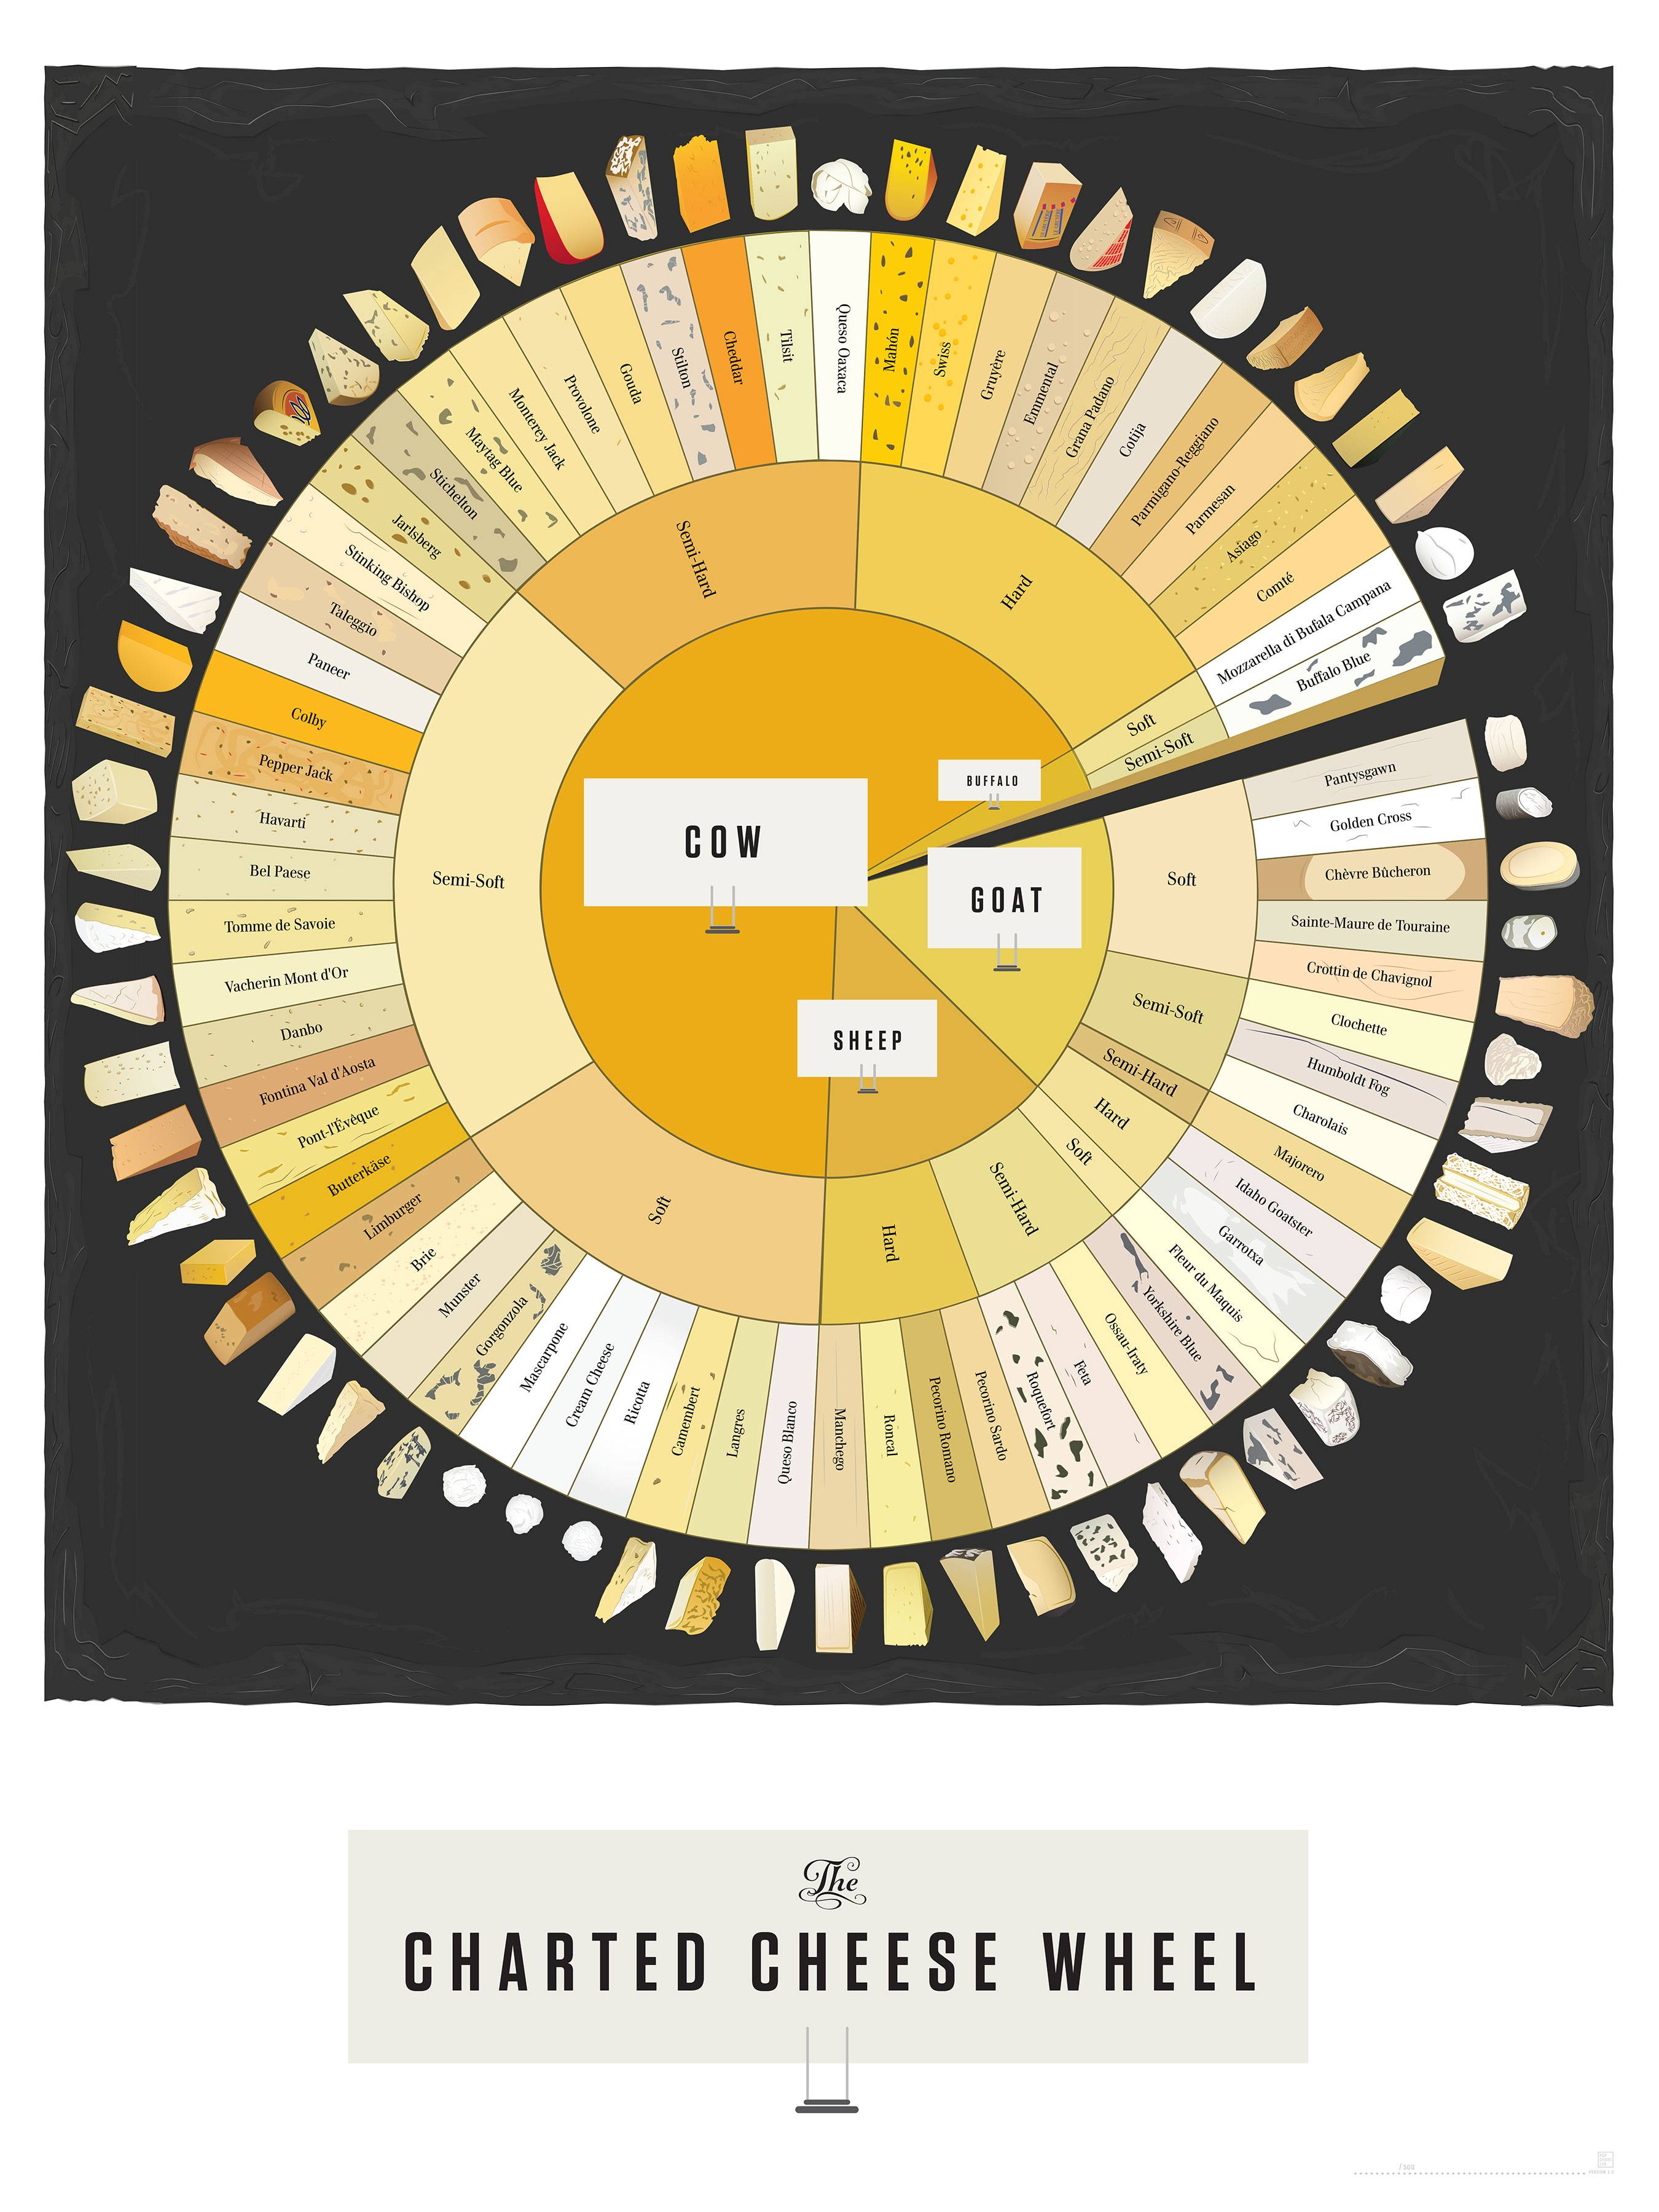 COW
BUFFALO
GOAT
SHEEP
Semi-Hard
Hard
Soft
Semi-Soft
Soft
Semi-Soft
Semi-Hard
Hard
Soft
Semi-Hard
Hard
Soft
Semi-Soft
Stichelton
Maytag Blue
Monterey Jack
Provolone
Gouda
Stilton
Cheddar
Tilsit
Queso Oaxaca
Mahón
Swiss
Gruyère
Emmental
Grana Padano
Cotija
Parmigano-Reggiano
Parmesan
Asiago
Comté
Mozzarella di Bufala Campana
Buffalo Blue
Pantysgawn
Golden Cross
Chèvre Bûcheron
Sainte-Maure de Touraine
Crottin de Chavignol
Clochette
Humboldt Fog
Charolais
Majorero
Idaho Goatster
Garrotxa
Fleur du Maquis
Yorkshire Blue
Ossau-Iraty
Feta
Roquefort
Pecorino Sardo
Pecorino Romano
Roncal
Manchego
Queso Blanco
Langres
Camembert
Ricotta
Cream Cheese
Mascarpone
Gorgonzola
Munster
Brie
Limburger
Butterkäse
Pont-l'Évêque
Fontina Val d'Aosta
Danbo
Vacherin Mont d'Or
Tomme de Savoie
Bel Paese
Havarti
Pepper Jack
Colby
Paneer
Taleggio
Stinking Bishop
Jarlsberg
The
CHARTED CHEESE WHEEL
/500